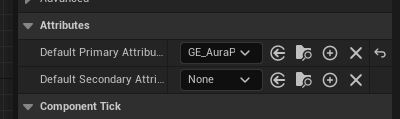 Advanced
Attributes
Default Primary Attribu... GE_AuraP
Default Secondary Attri... None
Component Tick